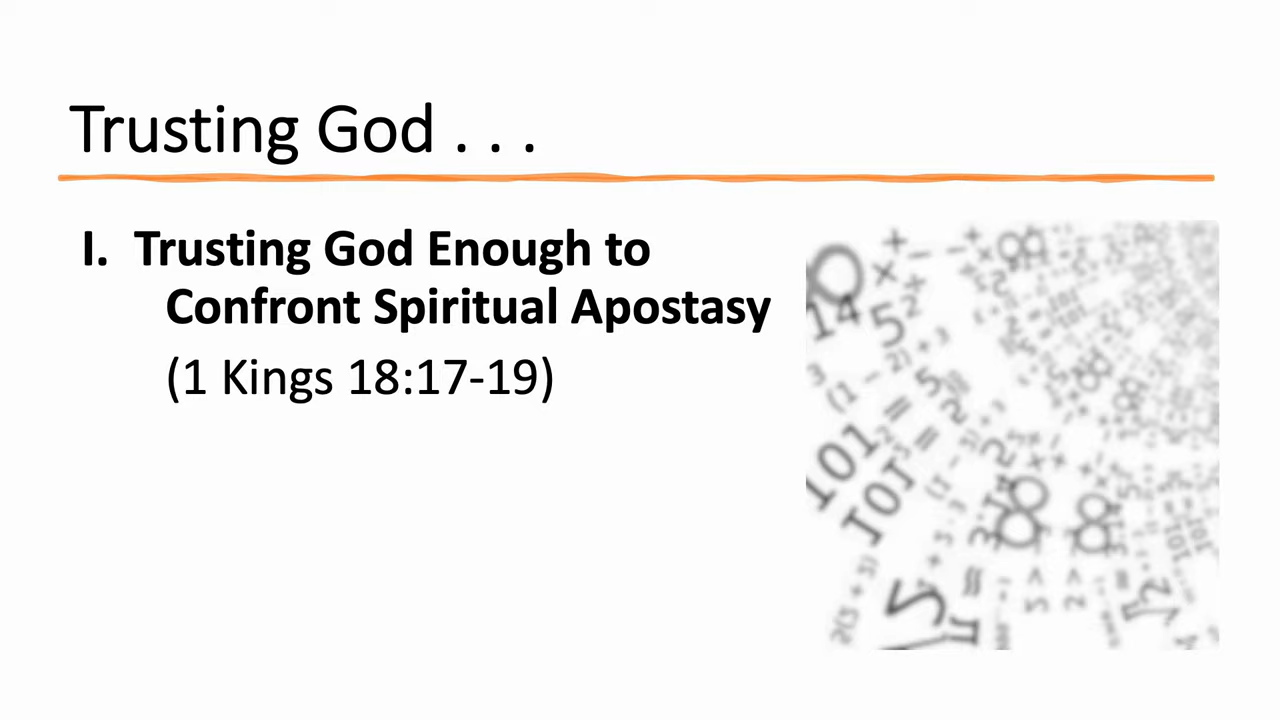 Trusting God . . .
I. Trusting God Enough to
Confront Spiritual Apostasy
(1 Kings 18:17-19)